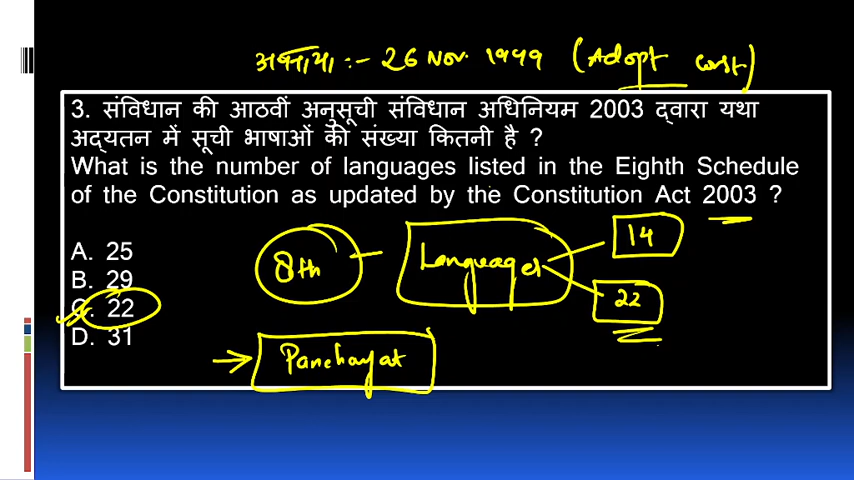 अपनाया :- 26 Nov. 1949 (Adopt const)
3. संविधान की आठवीं अनुसूची संविधान अधिनियम 2003 द्वारा यथा
अद्यतन में सूची भाषाओं की संख्या कितनी है ?
What is the number of languages listed in the Eighth Schedule
of the Constitution as updated by the Constitution Act 2003 ?
A. 25
B. 29
C. 22
D. 31
8th
Languages
14
22
Panchayat